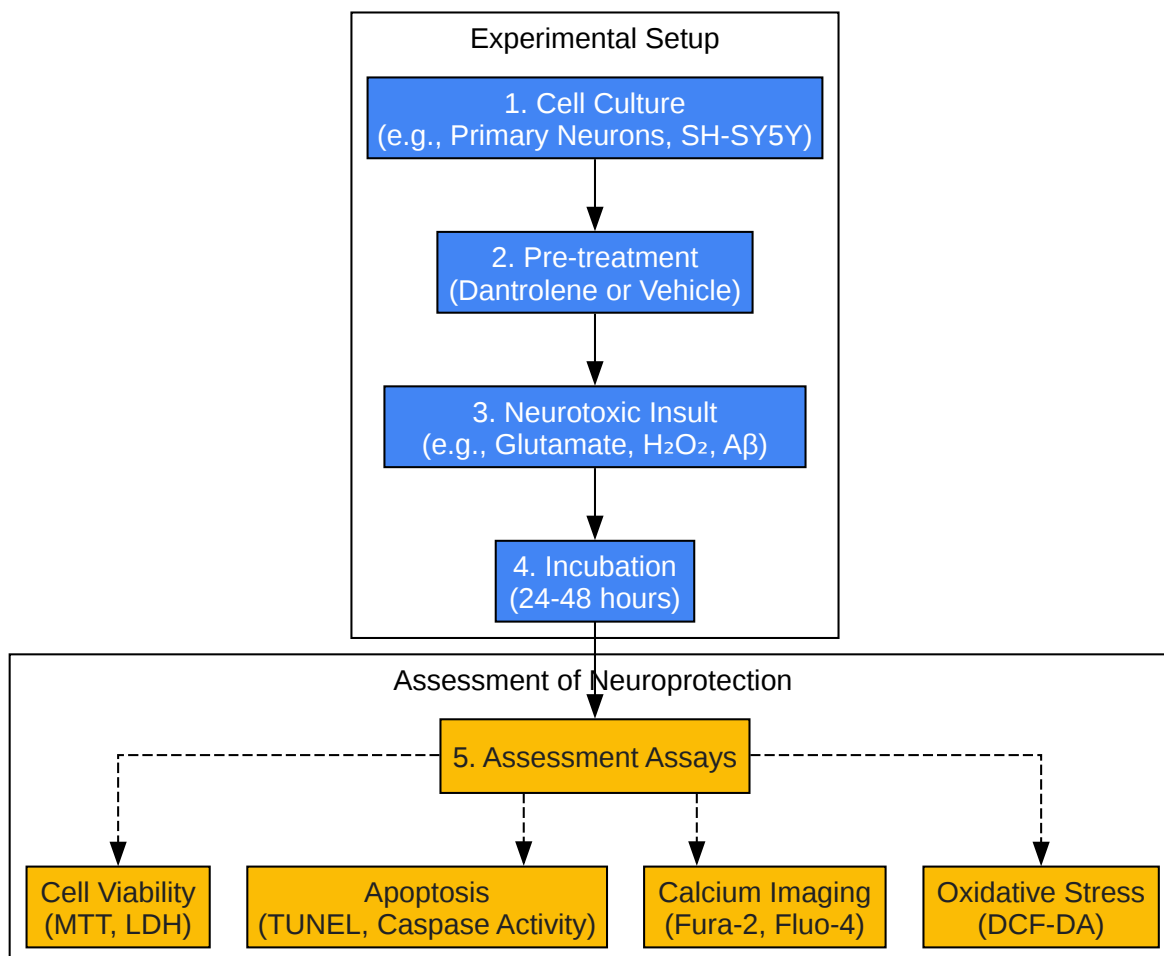 Experimental Setup
1. Cell Culture
(e.g., Primary Neurons, SH-SY5Y)
2. Pre-treatment
(Dantrolene or Vehicle)
3. Neurotoxic Insult
(e.g., Glutamate, H₂O₂, Aβ)
4. Incubation
(24-48 hours)
Assessment of Neuroprotection
5. Assessment Assays
Cell Viability
(MTT, LDH)
Apoptosis
(TUNEL, Caspase Activity)
Calcium Imaging
(Fura-2, Fluo-4)
Oxidative Stress
(DCF-DA)